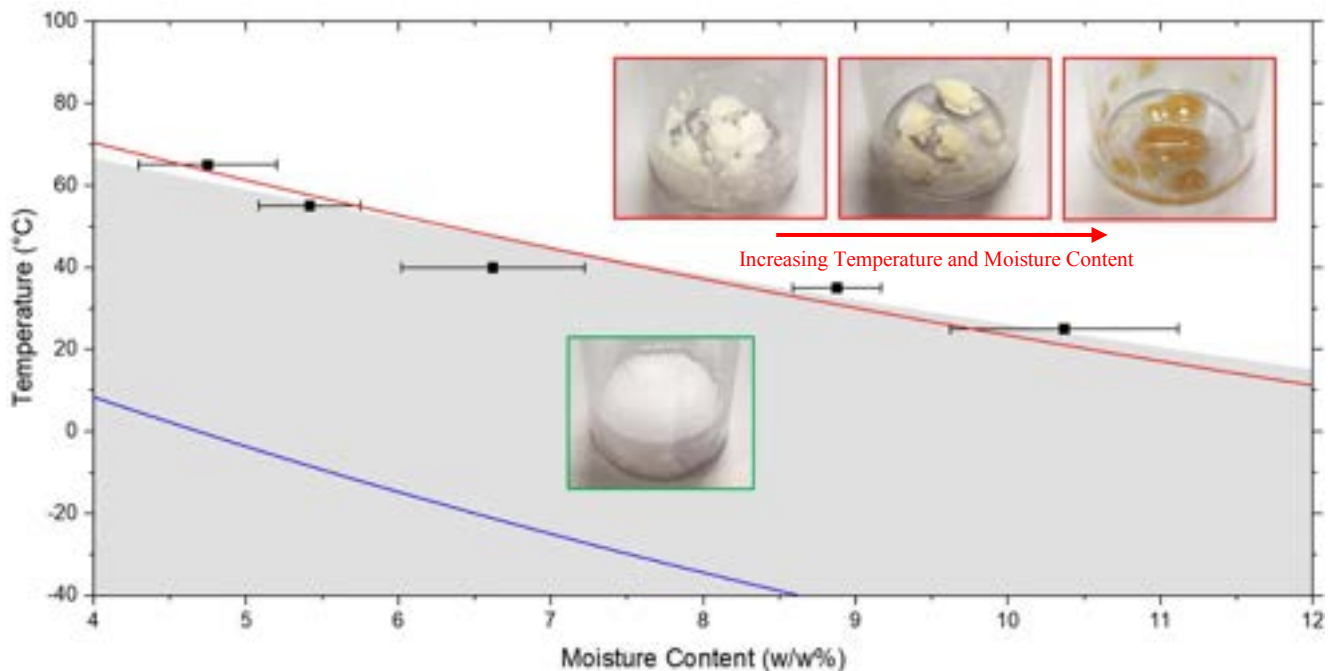 100
80
60
40
20
0
-20
-40
Temperature (°C)
Increasing Temperature and Moisture Content
4 5 6 7 8 9 10 11 12
Moisture Content (w/w%)